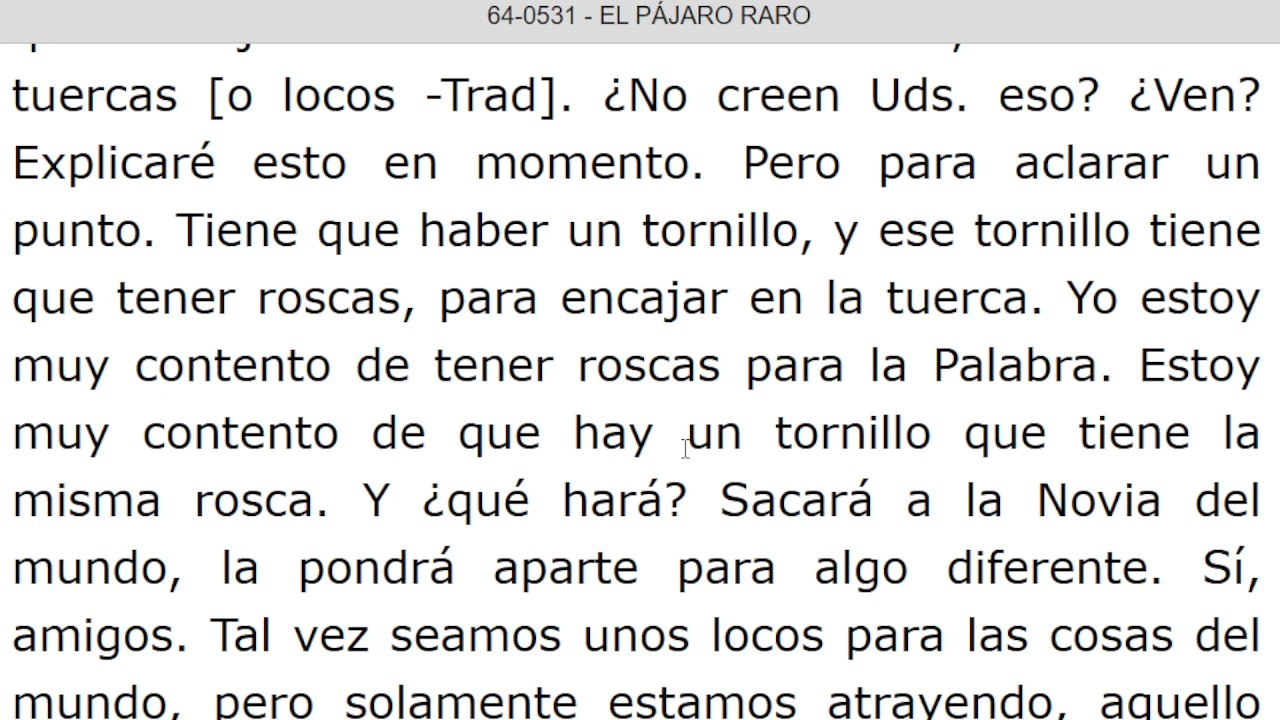 64-0531 - EL PÁJARO RARO
tuercas [o locos -Trad]. ¿No creen Uds. eso? ¿Ven?
Explicaré esto en momento. Pero para aclarar un
punto. Tiene que haber un tornillo, y ese tornillo tiene
que tener roscas, para encajar en la tuerca. Yo estoy
muy contento de tener roscas para la Palabra. Estoy
muy contento de que hay un tornillo que tiene la
misma rosca. Y ¿qué hará? Sacará a la Novia del
mundo, la pondrá aparte para algo diferente. Sí,
amigos. Tal vez seamos unos locos para las cosas del
mundo, pero solamente estamos atrayendo, aquello